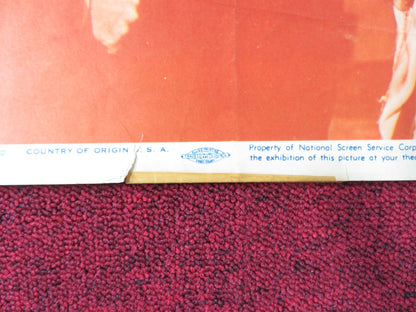 COUNTRY OF ORIGIN U. S. A.
Property of National Screen Service Corp
the exhibition of this picture at your thea